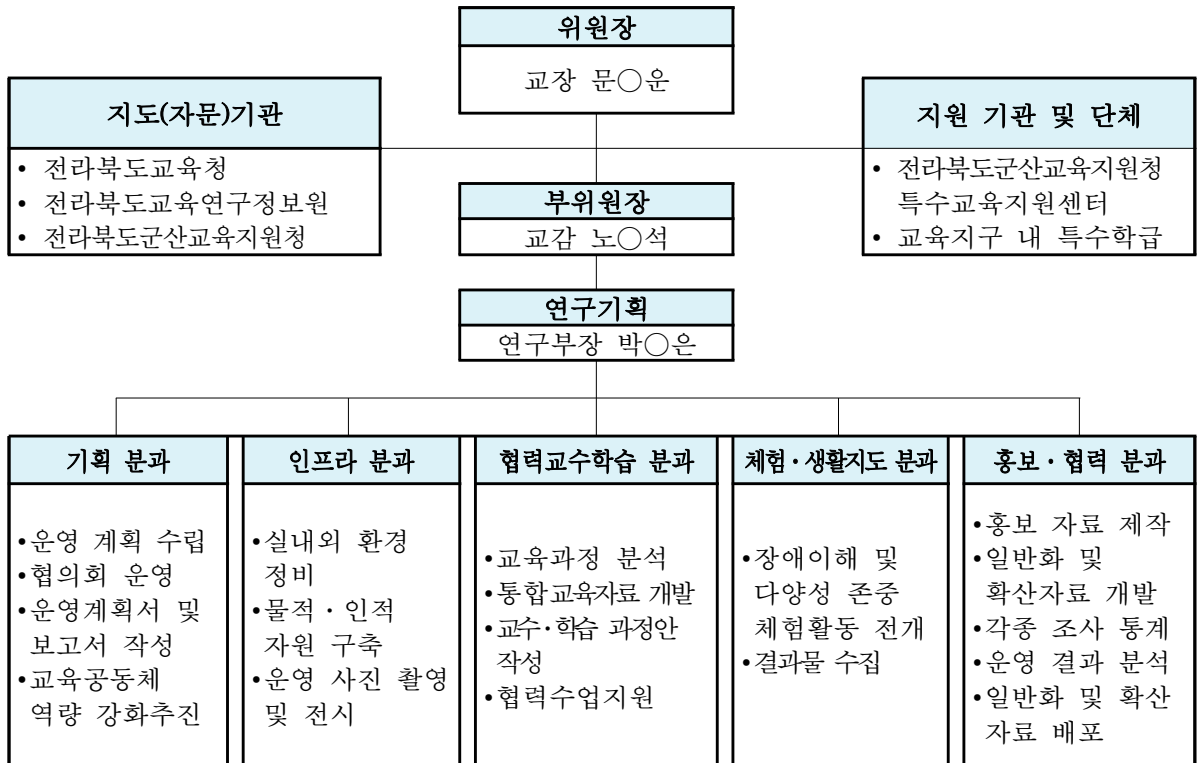 위원장
교장 문○운
지도(자문)기관
• 전라북도교육청
• 전라북도교육연구정보원
• 전라북도군산교육지원청
지원 기관 및 단체
• 전라북도군산교육지원청
특수교육지원센터
• 교육지구 내 특수학급
부위원장
교감 노○석
연구기획
연구부장 박○은
기획 분과
•운영 계획 수립
•협의회 운영
•운영계획서 및
보고서 작성
•교육공동체
역량 강화추진
인프라 분과
•실내외 환경
정비
•물적·인적
자원 구축
•운영 사진 촬영
및 전시
협력교수학습 분과
•교육과정 분석
•통합교육자료 개발
•교수·학습 과정안
작성
•협력수업지원
체험·생활지도 분과
•장애이해 및
다양성 존중
체험활동 전개
•결과물 수집
홍보·협력 분과
•홍보 자료 제작
•일반화 및
확산자료 개발
•각종 조사 통계
•운영 결과 분석
•일반화 및 확산
자료 배포